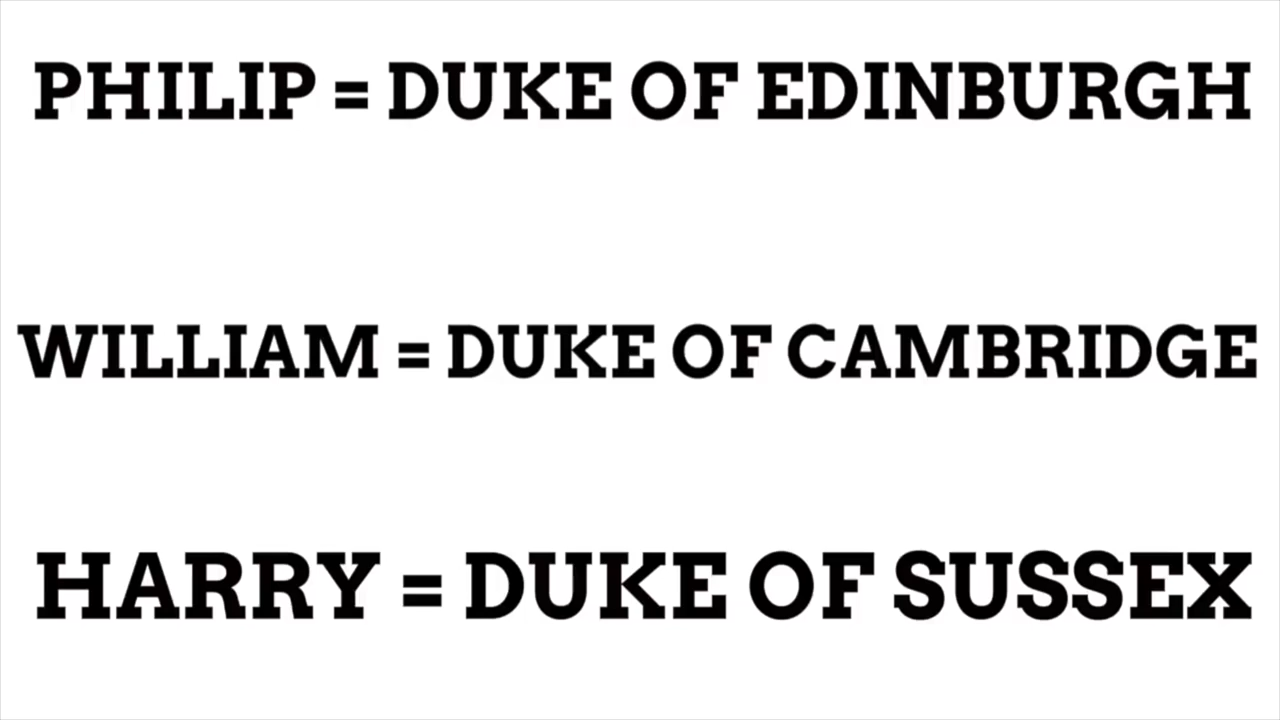 PHILIP = DUKE OF EDINBURGH
WILLIAM = DUKE OF CAMBRIDGE
HARRY = DUKE OF SUSSEX